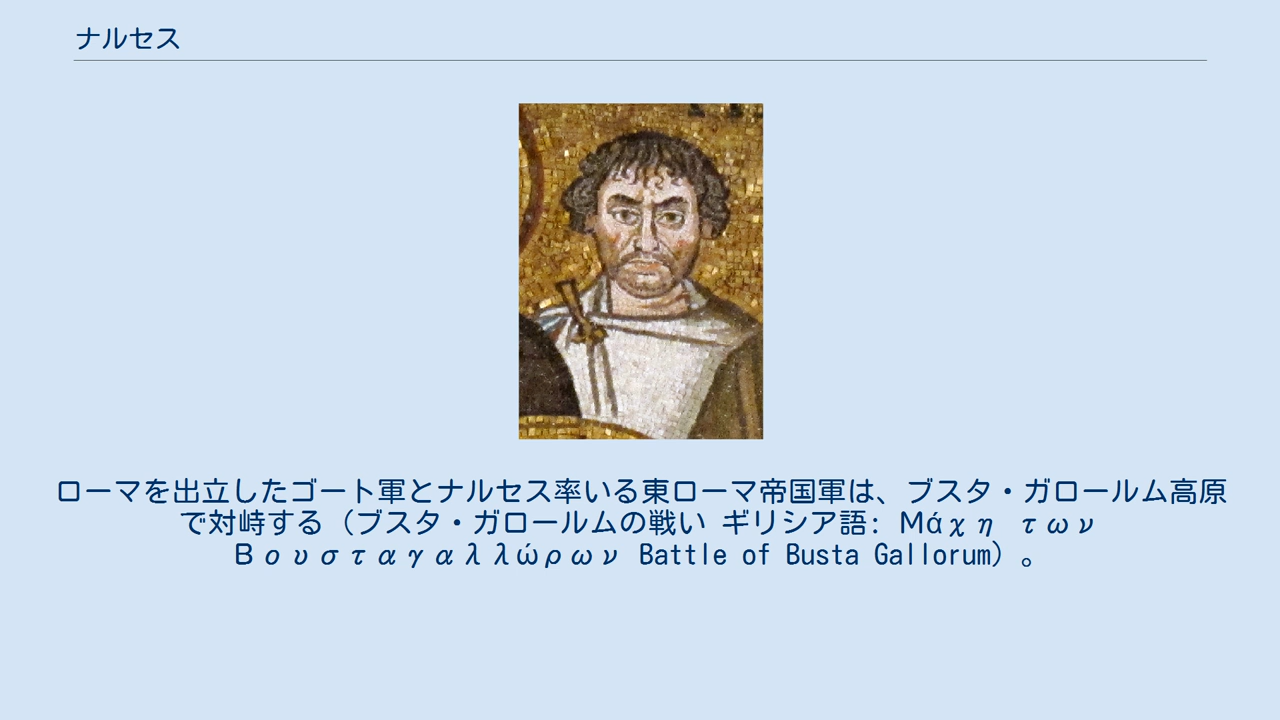 ナルセス
ローマを出立したゴート軍とナルセス率いる東ローマ帝国軍は、ブスタ・ガロールム高原
で対峙する（ブスタ・ガロールムの戦い ギリシア語: Μάχη των
Βουσταγαλλώρων Battle of Busta Gallorum）。